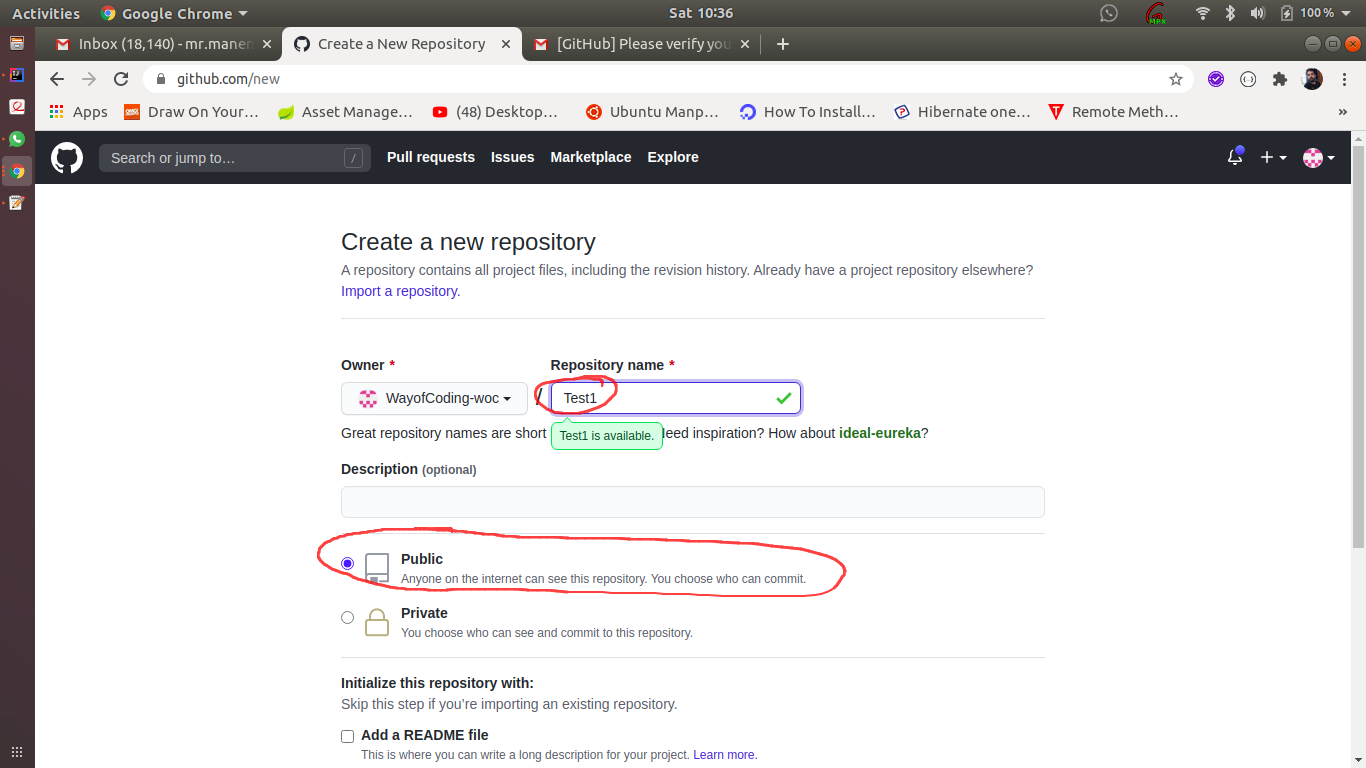 Activities Google Chrome Sat 10:36 100 %
Inbox (18,140) - mr.manen Create a New Repository [GitHub] Please verify you
github.com/new
Apps Draw On Your… Asset Manage… (48) Desktop… Ubuntu Manp… How To Install… Hibernate one… Remote Meth… »
Search or jump to… / Pull requests Issues Marketplace Explore
Create a new repository
A repository contains all project files, including the revision history. Already have a project repository elsewhere?
Import a repository.
Owner * Repository name *
WayofCoding-woc / Test1
Great repository names are short eed inspiration? How about ideal-eureka?
Test1 is available.
Description (optional)
Public
Anyone on the internet can see this repository. You choose who can commit.
Private
You choose who can see and commit to this repository.
Initialize this repository with:
Skip this step if you're importing an existing repository.
Add a README file
This is where you can write a long description for your project. Learn more.